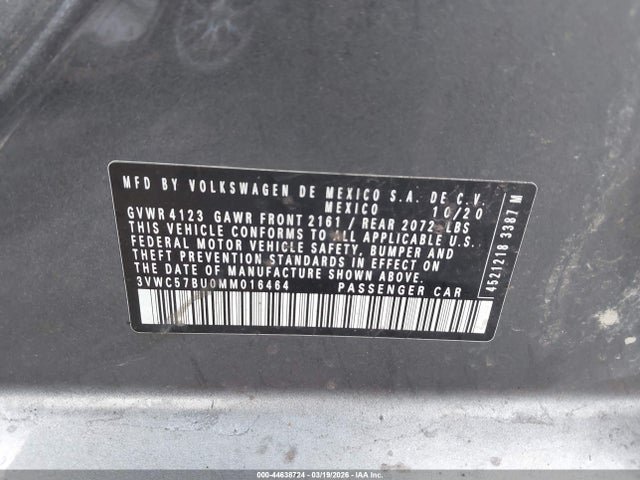 MFD BY VOLKSWAGEN DE MEXICO S.A. DE C.V.
MEXICO 10/20
GVWR 4123 GAWR FRONT 2161 / REAR 2072 LBS
THIS VEHICLE CONFORMS TO ALL APPLICABLE U.S.
FEDERAL MOTOR VEHICLE SAFETY, BUMPER AND
THEFT PREVENTION STANDARDS IN EFFECT ON
THE DATE OF MANUFACTURE SHOWN ABOVE.
3VWC57BU0MM016464 PASSENGER CAR
4521218 3387 M
000-44638724 | 03/19/2026 | IAAI.COM